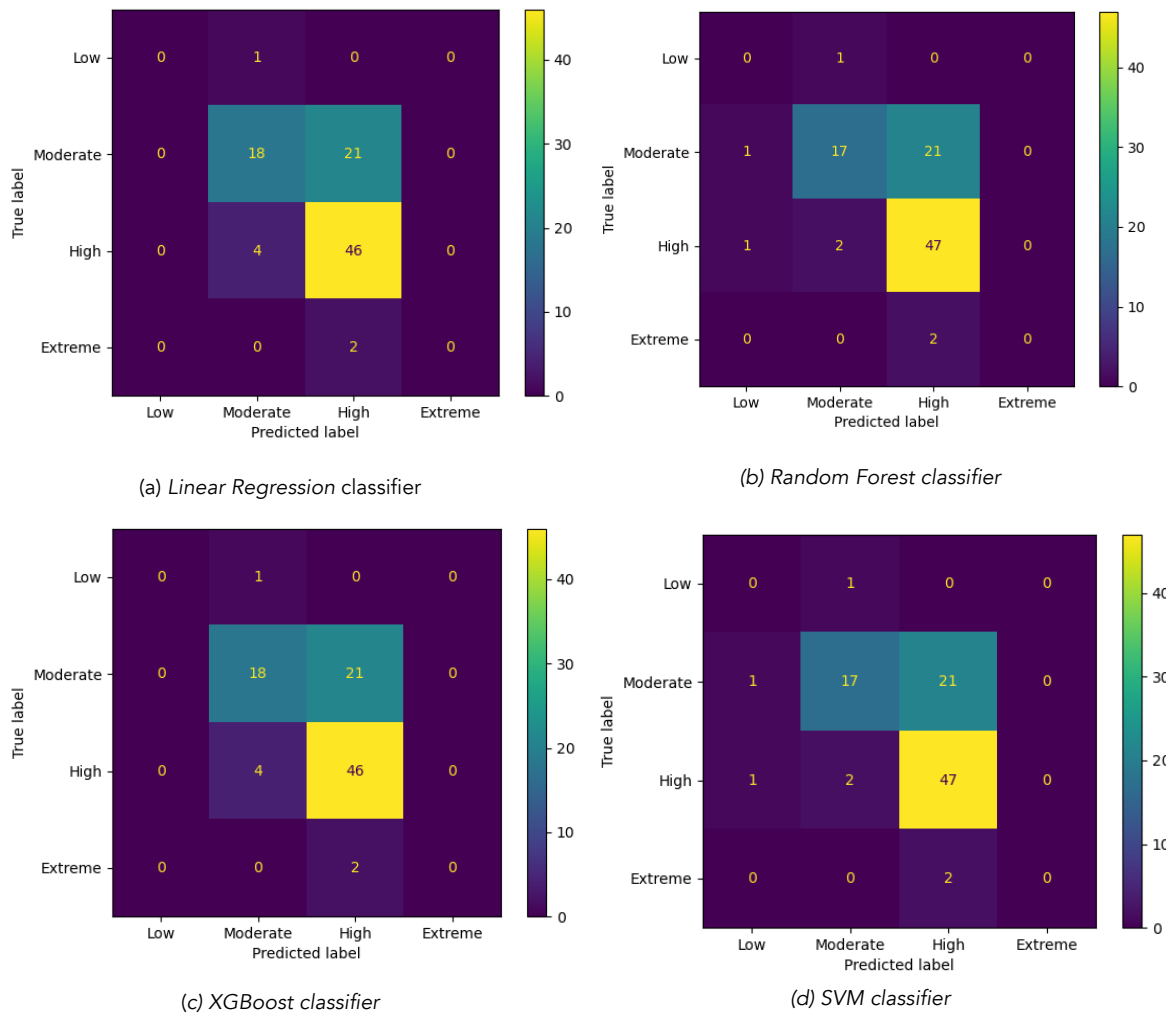 Low 0 1 0 0
Moderate 0 18 21 0
High 0 4 46 0
Extreme 0 0 2 0
True label
Low Moderate High Extreme
Predicted label
40
30
20
10
0
(a) Linear Regression classifier
Low 0 1 0 0
Moderate 1 17 21 0
High 1 2 47 0
Extreme 0 0 2 0
True label
Low Moderate High Extreme
Predicted label
40
30
20
10
0
(b) Random Forest classifier
Low 0 1 0 0
Moderate 0 18 21 0
High 0 4 46 0
Extreme 0 0 2 0
True label
Low Moderate High Extreme
Predicted label
40
30
20
10
0
(c) XGBoost classifier
Low 0 1 0 0
Moderate 1 17 21 0
High 1 2 47 0
Extreme 0 0 2 0
True label
Low Moderate High Extreme
Predicted label
40
30
20
10
0
(d) SVM classifier